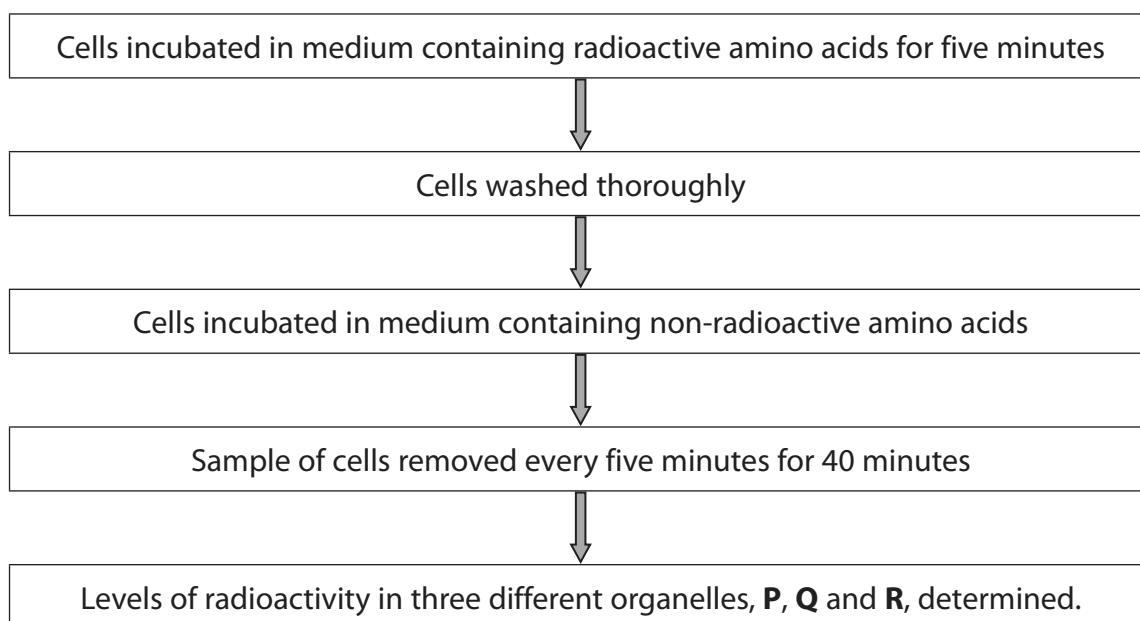 Cells incubated in medium containing radioactive amino acids for five minutes
Cells washed thoroughly
Cells incubated in medium containing non-radioactive amino acids
Sample of cells removed every five minutes for 40 minutes
Levels of radioactivity in three different organelles, P, Q and R, determined.